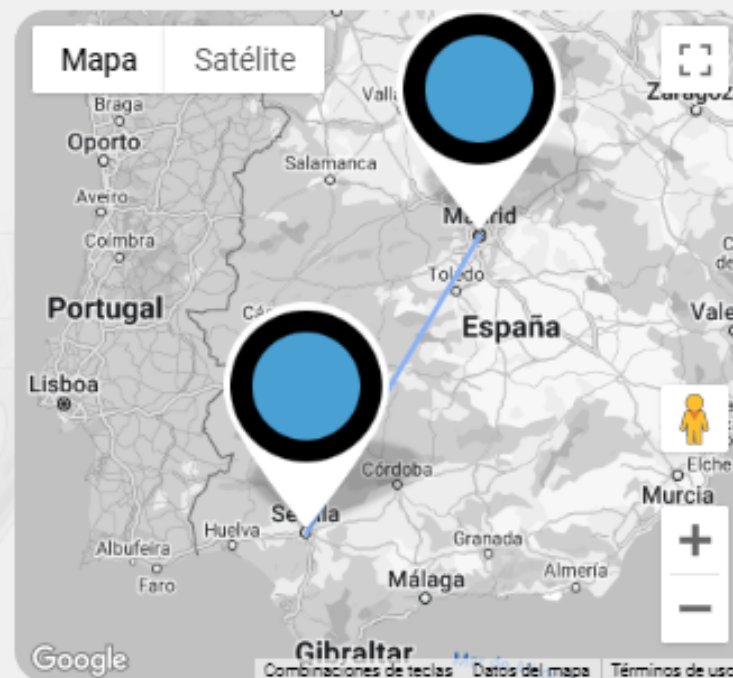 Mapa
Satélite
Braga
Oporto
Salamanca
Aveiro
Coímbra
Madrid
Toledo
Portugal
España
Lisboa
Córdoba
Elche
Murcia
Sevilla
Huelva
Granada
Albufeira
Faro
Málaga
Almería
Gibraltar
Google
Combinaciones de teclas
Datos del mapa
Términos de uso